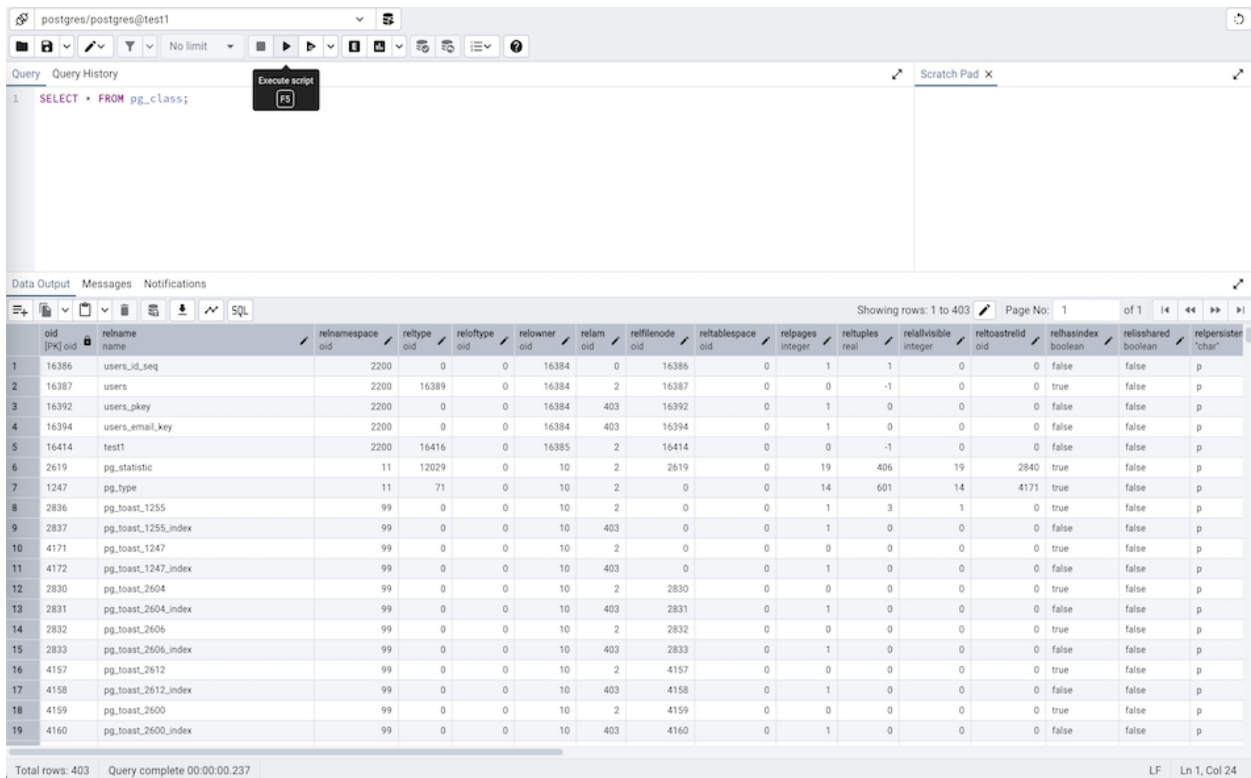 postgres/postgres@test1
No limit
Query Query History
Scratch Pad X
Execute script
F5
1 SELECT * FROM pg_class;
Data Output Messages Notifications
SQL Showing rows: 1 to 403 Page No: 1 of 1
oid relname relnamespace reltype reloftype relowner relam relfilenode reltablespace relpages reltuples relallvisible reltoastrelid relhasindex relisshared relpersisten
[PK] oid name oid oid oid oid oid oid oid integer real integer oid boolean boolean "char"
1 16386 users_id_seq 2200 0 0 16384 0 16386 0 1 1 0 0 false false p
2 16387 users 2200 16389 0 16384 2 16387 0 0 -1 0 0 true false p
3 16392 users_pkey 2200 0 0 16384 403 16392 0 1 0 0 0 false false p
4 16394 users_email_key 2200 0 0 16384 403 16394 0 1 0 0 0 false false p
5 16414 test1 2200 16416 0 16385 2 16414 0 0 -1 0 0 false false p
6 2619 pg_statistic 11 12029 0 10 2 2619 0 19 406 19 2840 true false p
7 1247 pg_type 11 71 0 10 2 0 0 14 601 14 4171 true false p
8 2836 pg_toast_1255 99 0 0 10 2 0 0 1 3 1 0 true false p
9 2837 pg_toast_1255_index 99 0 0 10 403 0 0 1 0 0 0 false false p
10 4171 pg_toast_1247 99 0 0 10 2 0 0 0 0 0 0 true false p
11 4172 pg_toast_1247_index 99 0 0 10 403 0 0 1 0 0 0 false false p
12 2830 pg_toast_2604 99 0 0 10 2 2830 0 0 0 0 0 true false p
13 2831 pg_toast_2604_index 99 0 0 10 403 2831 0 1 0 0 0 false false p
14 2832 pg_toast_2606 99 0 0 10 2 2832 0 0 0 0 0 true false p
15 2833 pg_toast_2606_index 99 0 0 10 403 2833 0 1 0 0 0 false false p
16 4157 pg_toast_2612 99 0 0 10 2 4157 0 0 0 0 0 true false p
17 4158 pg_toast_2612_index 99 0 0 10 403 4158 0 1 0 0 0 false false p
18 4159 pg_toast_2600 99 0 0 10 2 4159 0 0 0 0 0 true false p
19 4160 pg_toast_2600_index 99 0 0 10 403 4160 0 1 0 0 0 false false p
Total rows: 403 Query complete 00:00:00.237 LF Ln 1, Col 24